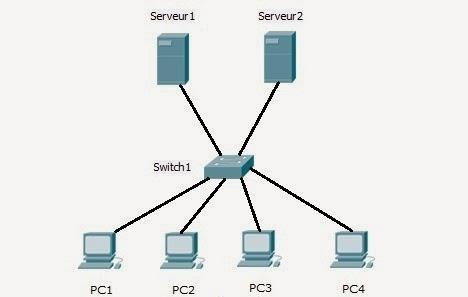 Serveur1
Serveur2
Switch1
PC1
PC2
PC3
PC4